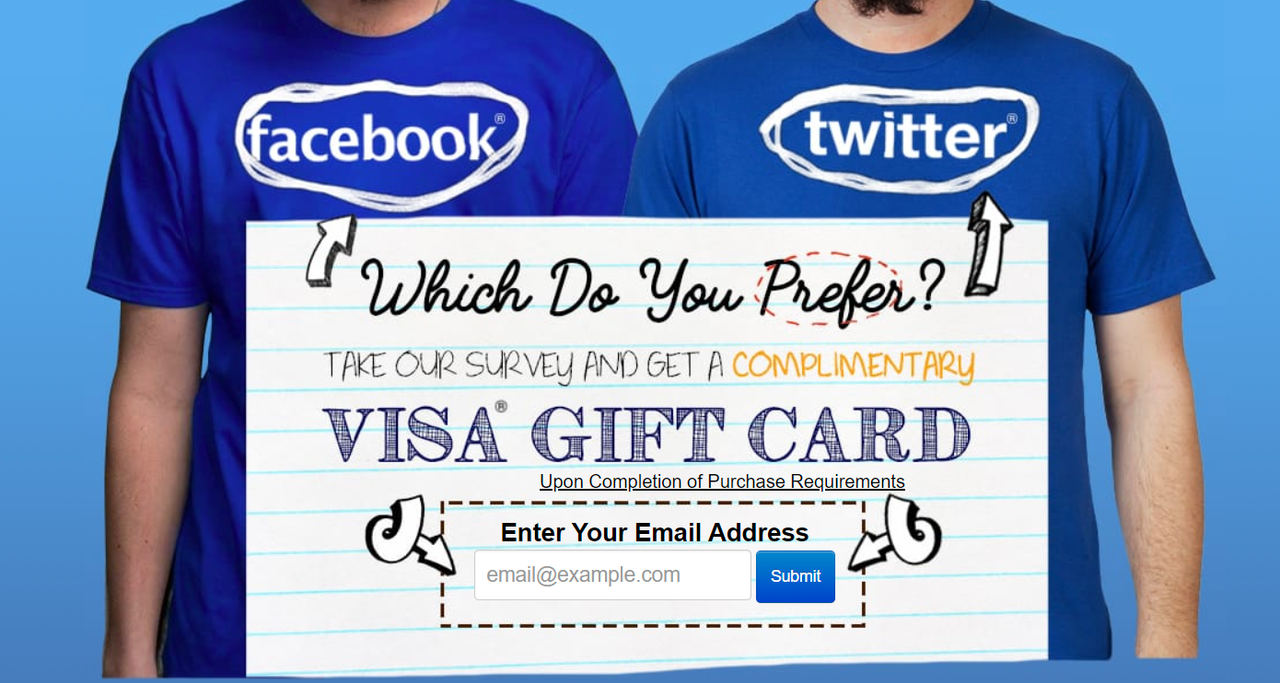 facebook®
twitter®
Which Do You Prefer?
TAKE OUR SURVEY AND GET A COMPLIMENTARY
VISA® GIFT CARD
Upon Completion of Purchase Requirements
Enter Your Email Address
email@example.com
Submit